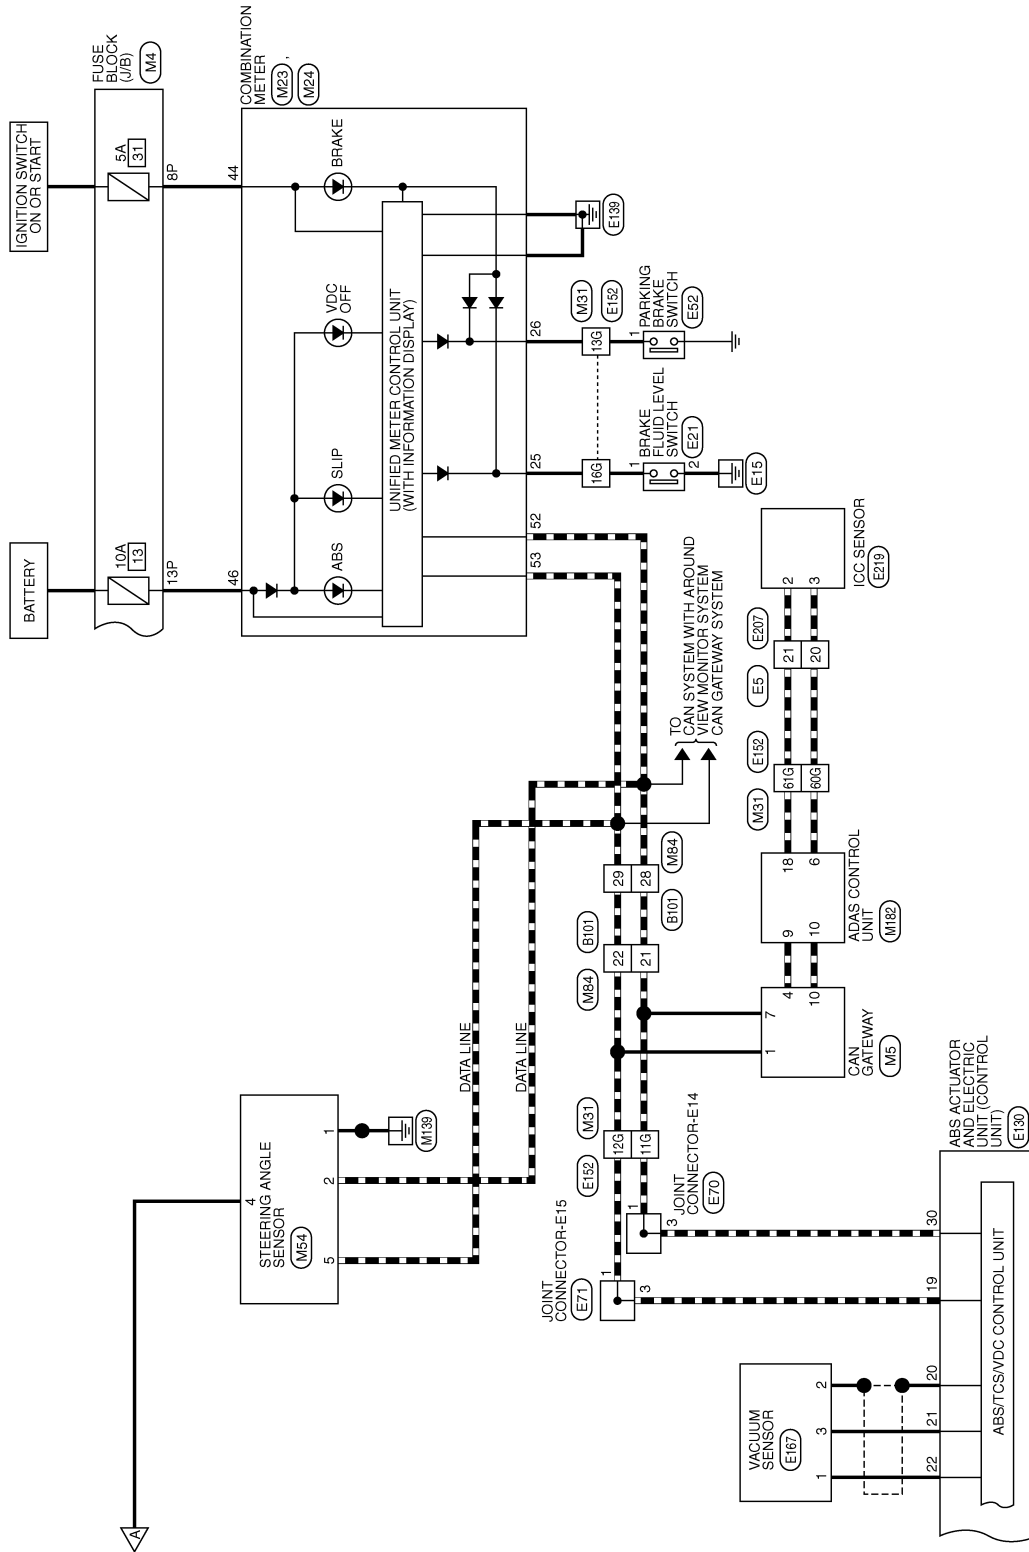 IGNITION SWITCH
ON OR START
BATTERY
FUSE
BLOCK
(J/B)
M4
5A
31
8P
10A
13
13P
COMBINATION
METER
M23 ,
M24
44
46
BRAKE
VDC
OFF
SLIP
ABS
UNIFIED METER CONTROL UNIT
(WITH INFORMATION DISPLAY)
53
52
25
26
E139
M31
E152
16G
13G
1
1
BRAKE
FLUID LEVEL
SWITCH
E21
2
E15
PARKING
BRAKE
SWITCH
E52
TO
CAN SYSTEM WITH AROUND
VIEW MONITOR SYSTEM
CAN GATEWAY SYSTEM
A
4
STEERING ANGLE
SENSOR
M54
5
2
1
M139
DATA LINE
DATA LINE
JOINT
CONNECTOR-E15
E71
1
3
JOINT
CONNECTOR-E14
E70
1
3
E152
M31
12G
11G
M84
B101
22
21
29
28
B101
M84
1
7
CAN
GATEWAY
M5
4
10
9
10
ADAS CONTROL
UNIT
M182
18
6
M31
E152
61G
60G
E5
E207
21
20
2
3
ICC SENSOR
E219
VACUUM
SENSOR
E167
1
3
2
22
21
20
19
30
ABS ACTUATOR
AND ELECTRIC
UNIT (CONTROL
UNIT)
E130
ABS/TCS/VDC CONTROL UNIT